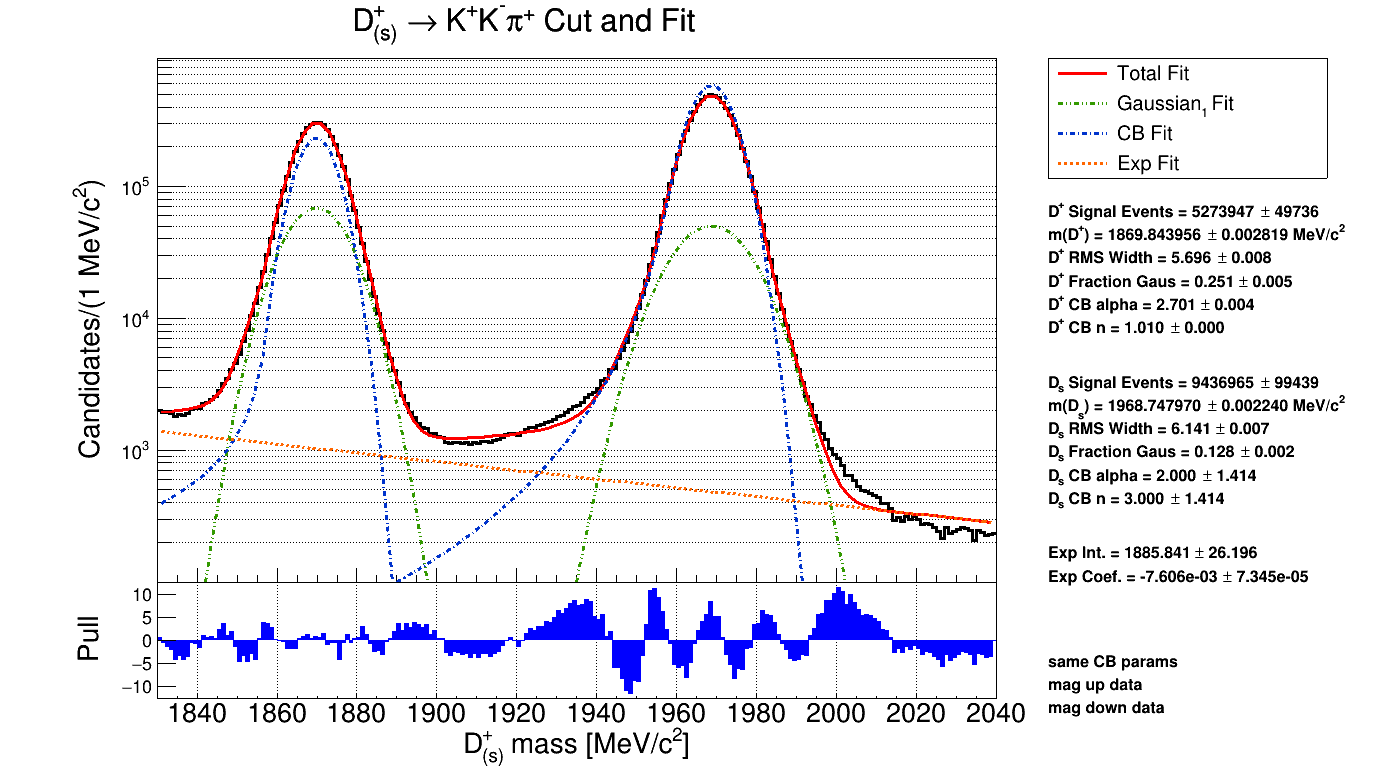 D⁺₍ₛ₎ → K⁺K⁻π⁺ Cut and Fit
Candidates/(1 MeV/c²)
10⁵
10⁴
10³
Pull
10
5
0
−5
−10
1840 1860 1880 1900 1920 1940 1960 1980 2000 2020 2040
D⁺₍ₛ₎ mass [MeV/c²]
Total Fit
Gaussian₁ Fit
CB Fit
Exp Fit
D⁺ Signal Events = 5273947 ± 49736
m(D⁺) = 1869.843956 ± 0.002819 MeV/c²
D⁺ RMS Width = 5.696 ± 0.008
D⁺ Fraction Gaus = 0.251 ± 0.005
D⁺ CB alpha = 2.701 ± 0.004
D⁺ CB n = 1.010 ± 0.000
Dₛ Signal Events = 9436965 ± 99439
m(Dₛ) = 1968.747970 ± 0.002240 MeV/c²
Dₛ RMS Width = 6.141 ± 0.007
Dₛ Fraction Gaus = 0.128 ± 0.002
Dₛ CB alpha = 2.000 ± 1.414
Dₛ CB n = 3.000 ± 1.414
Exp Int. = 1885.841 ± 26.196
Exp Coef. = -7.606e-03 ± 7.345e-05
same CB params
mag up data
mag down data